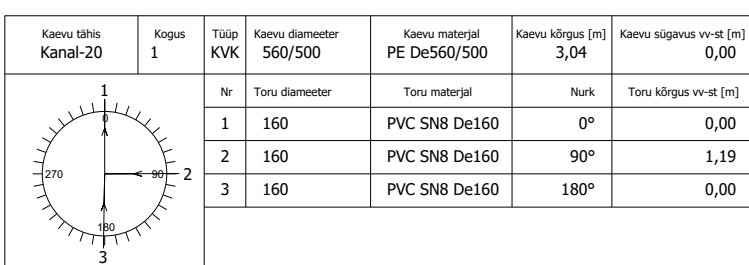 Kaevu tähis Kogus Tüüp Kaevu diameeter Kaevu materjal Kaevu kõrgus [m] Kaevu sügavus vv-st [m]
Kanal-20 1 KVK 560/500 PE De560/500 3,04 0,00
Nr Toru diameeter Toru materjal Nurk Toru kõrgus vv-st [m]
1 160 PVC SN8 De160 0° 0,00
2 160 PVC SN8 De160 90° 1,19
3 160 PVC SN8 De160 180° 0,00
1
0
270 90 2
180
3